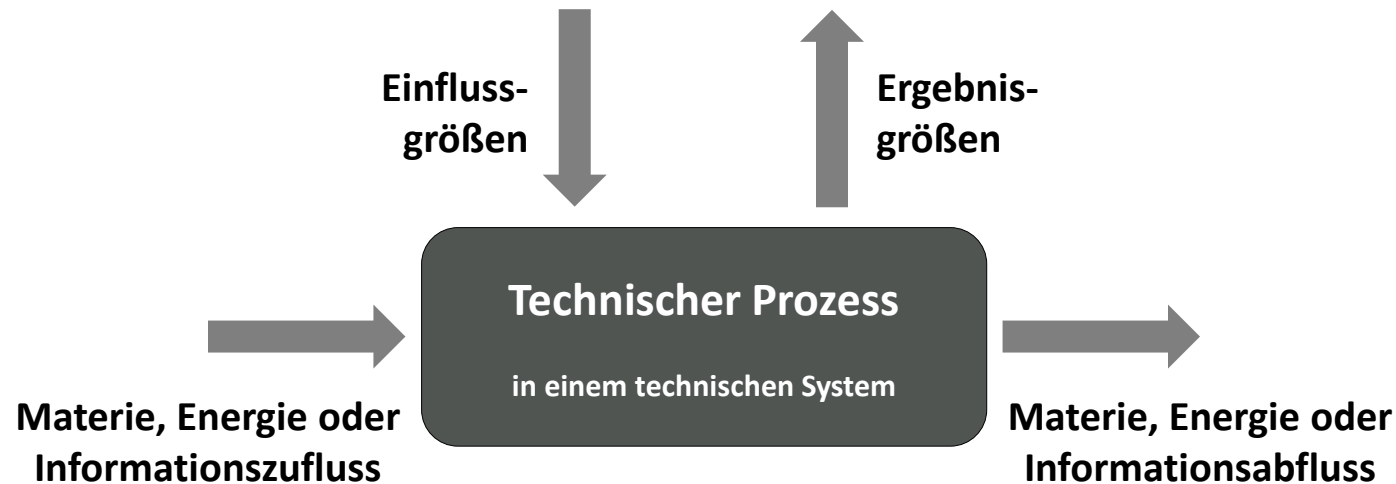 Einfluss-
größen
Ergebnis-
größen
Technischer Prozess
in einem technischen System
Materie, Energie oder
Informationszufluss
Materie, Energie oder
Informationsabfluss